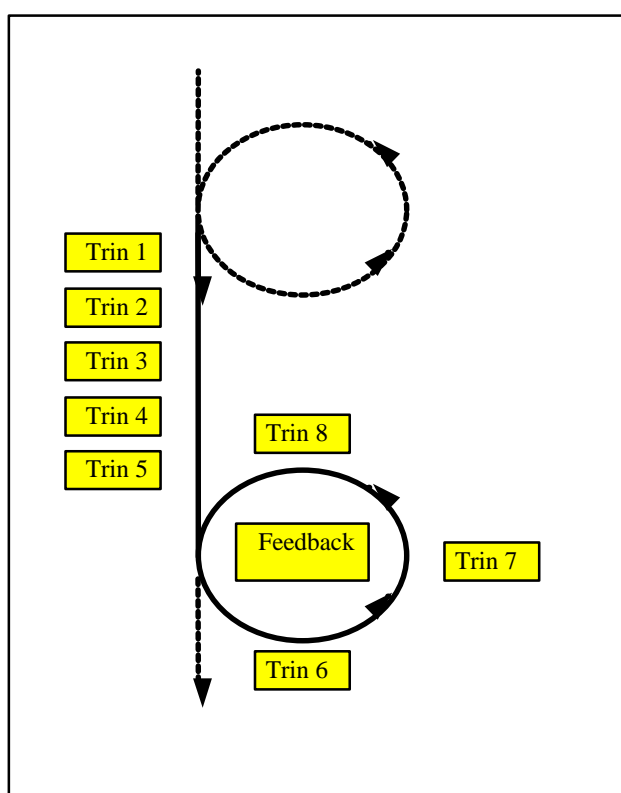 Trin 1
Trin 2
Trin 3
Trin 4
Trin 5
Trin 8
Feedback
Trin 7
Trin 6